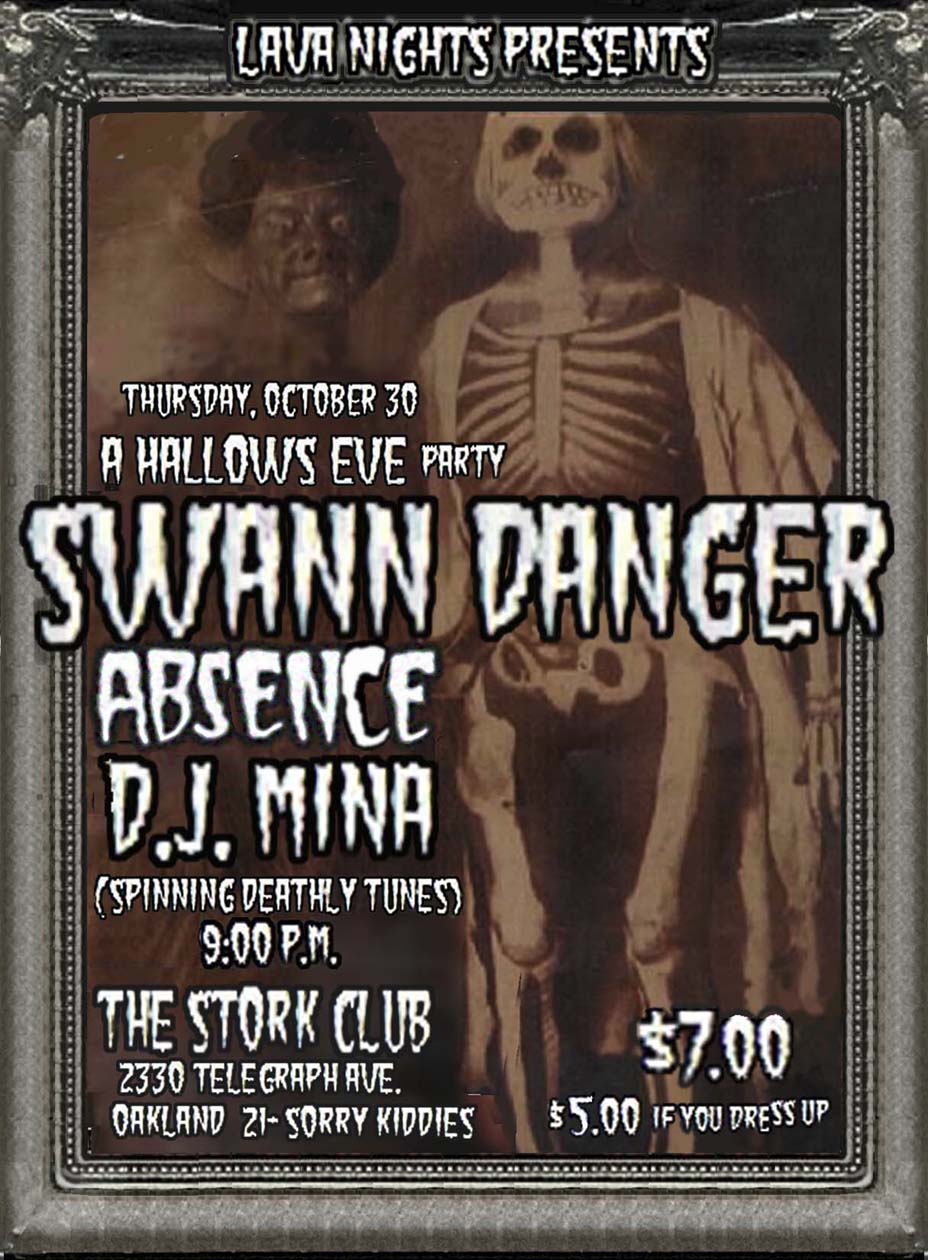 LAVA NIGHTS PRESENTS
THURSDAY, OCTOBER 30
A HALLOWS EVE PARTY
SWANN DANGER
ABSENCE
D.J. MINA
(SPINNING DEATHLY TUNES)
9:00 P.M.
THE STORK CLUB
2330 TELEGRAPH AVE.
OAKLAND 21+ SORRY KIDDIES
$7.00
$5.00 IF YOU DRESS UP